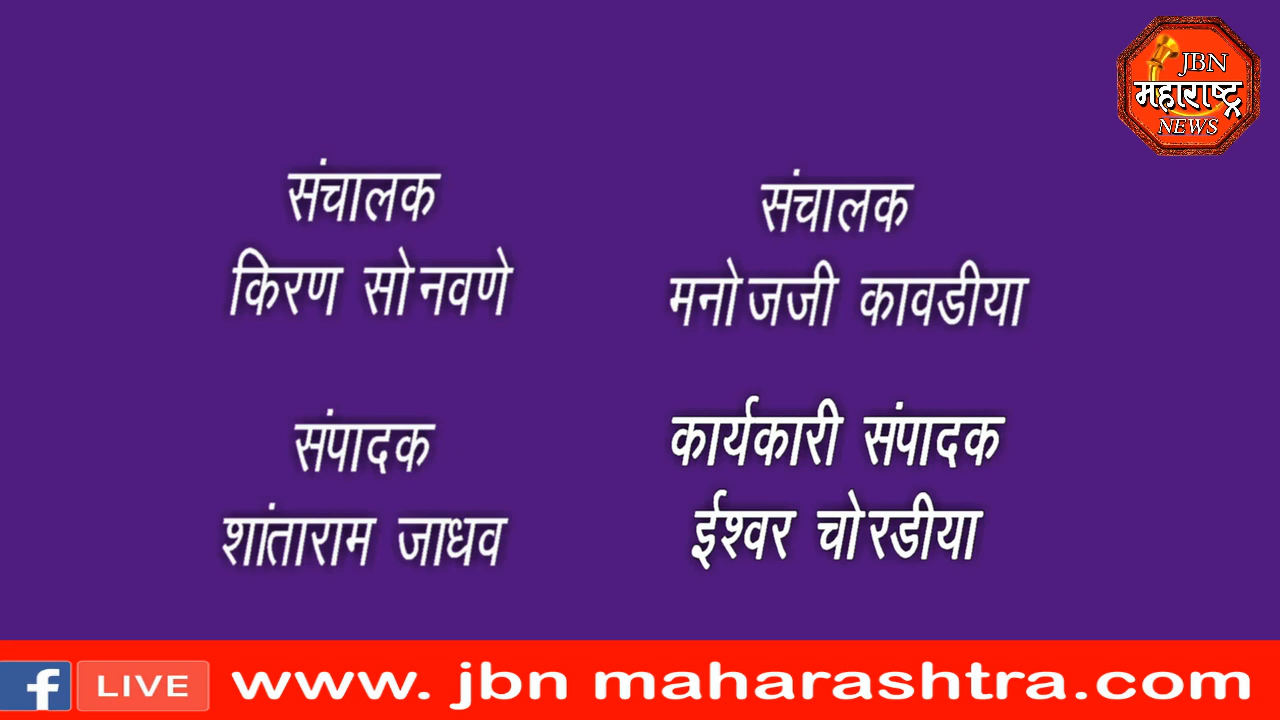 JBN
महाराष्ट्र
NEWS
संचालक
किरण सोनवणे
संचालक
मनोजजी कावडीया
संपादक
शांताराम जाधव
कार्यकारी संपादक
ईश्वर चोरडीया
f LIVE www. jbn maharashtra.com